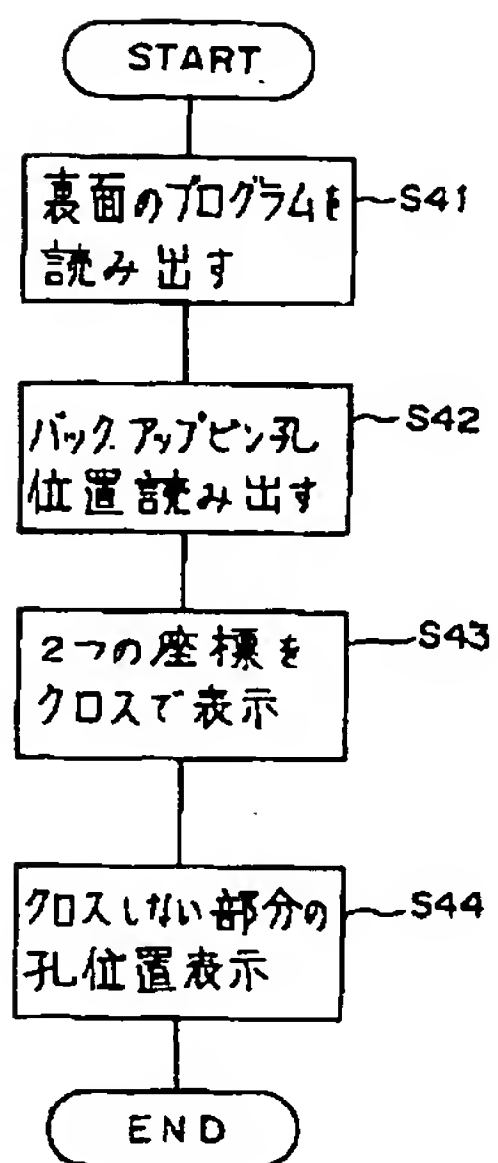 START
裏面のプログラムを
読み出す
S41
バックアップピン孔
位置読み出す
S42
2つの座標を
クロスで表示
S43
クロスしない部分の
孔位置表示
S44
END